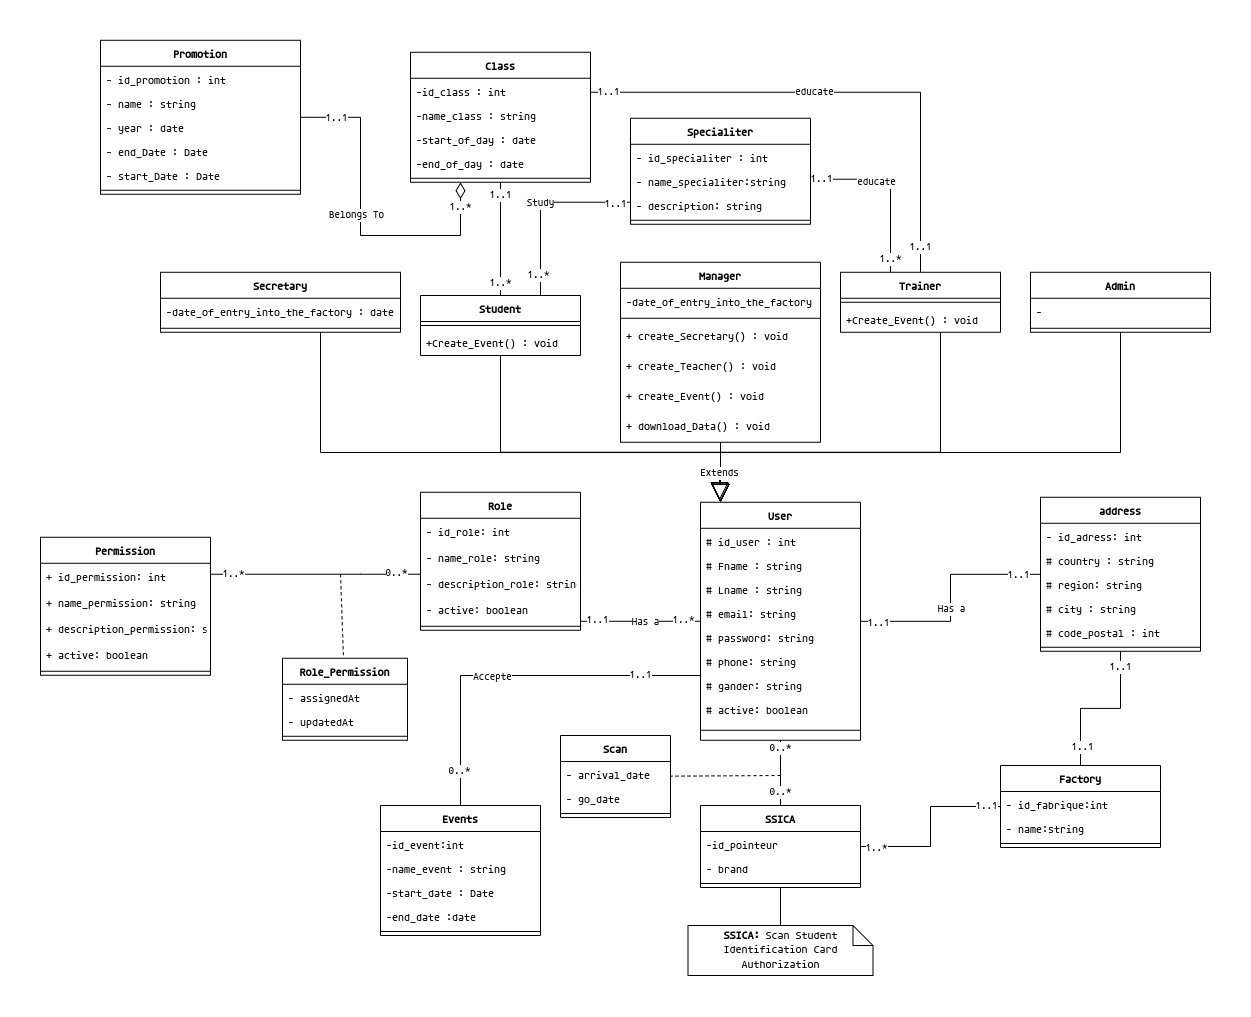 Promotion
- id_promotion : int
- name : string
- year : date
- end_Date : Date
- start_Date : Date
Class
-id_class : int
-name_class : string
-start_of_day : date
-end_of_day : date
1..1
educate
1..1
Specialiter
- id_specialiter : int
- name_specialiter:string
- description: string
1..1
educate
1..*
1..1
Belongs To
1..*
1..1
1..*
Study
1..1
1..*
Secretary
-date_of_entry_into_the_factory : date
Student
+Create_Event() : void
Manager
-date_of_entry_into_the_factory
+ create_Secretary() : void
+ create_Teacher() : void
+ create_Event() : void
+ download_Data() : void
Trainer
+Create_Event() : void
Admin
-
Extends
Permission
+ id_permission: int
+ name_permission: string
+ description_permission: s
+ active: boolean
1..*
0..*
Role
- id_role: int
- name_role: string
- description_role: strin
- active: boolean
1..1
Has a
1..*
Role_Permission
- assignedAt
- updatedAt
User
# id_user : int
# Fname : string
# Lname : string
# email: string
# password: string
# phone: string
# gander: string
# active: boolean
1..1
Has a
1..1
address
- id_adress: int
# country : string
# region: string
# city : string
# code_postal : int
1..1
1..1
Accepte
1..1
0..*
Scan
- arrival_date
- go_date
0..*
0..*
Events
-id_event:int
-name_event : string
-start_date : Date
-end_date :date
SSICA
-id_pointeur
- brand
1..*
1..1
Factory
- id_fabrique:int
- name:string
SSICA: Scan Student
Identification Card
Authorization